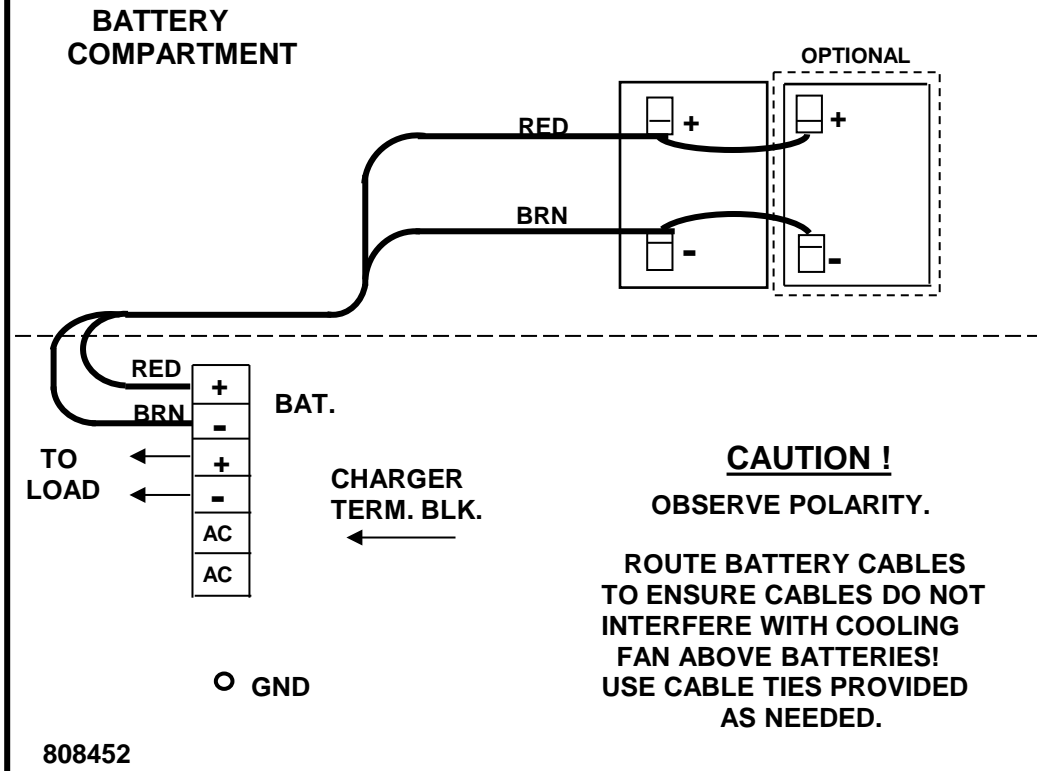 BATTERY
COMPARTMENT
OPTIONAL
RED
+
+
BRN
-
-
RED
+
BAT.
BRN
-
TO
LOAD
+
-
AC
AC
CHARGER
TERM. BLK.
GND
CAUTION !
OBSERVE POLARITY.
ROUTE BATTERY CABLES
TO ENSURE CABLES DO NOT
INTERFERE WITH COOLING
FAN ABOVE BATTERIES!
USE CABLE TIES PROVIDED
AS NEEDED.
808452